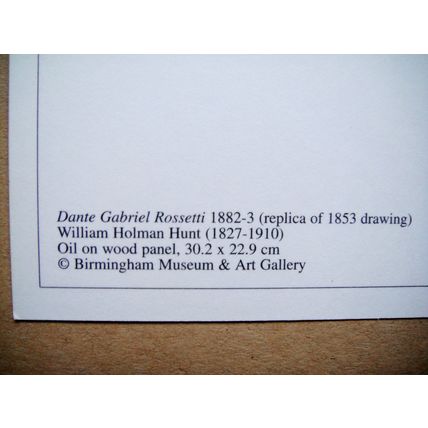 Dante Gabriel Rossetti 1882-3 (replica of 1853 drawing)
William Holman Hunt (1827-1910)
Oil on wood panel, 30.2 x 22.9 cm
© Birmingham Museum & Art Gallery